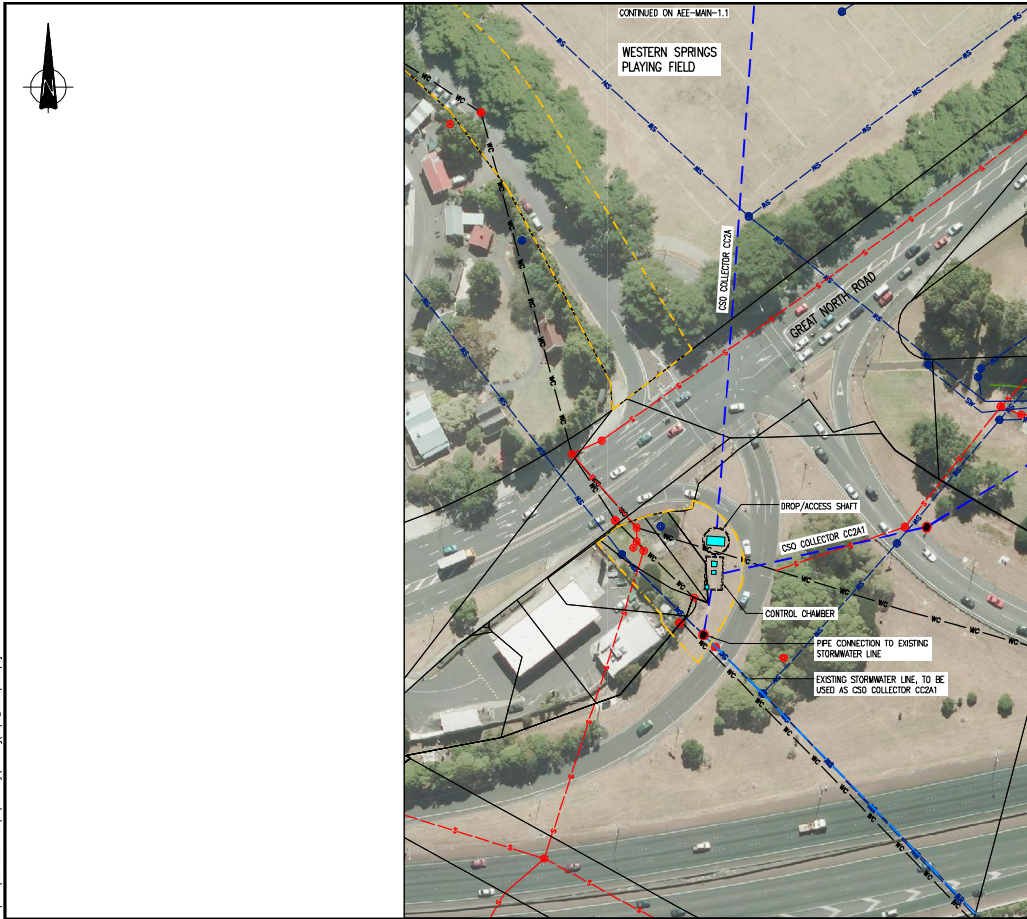 N
CONTINUED ON AEE-MAIN-1.1
WESTERN SPRINGS
PLAYING FIELD
CSO COLLECTOR CC2A
GREAT NORTH ROAD
DROP/ACCESS SHAFT
CSO COLLECTOR CC2A1
CONTROL CHAMBER
PIPE CONNECTION TO EXISTING
STORMWATER LINE
EXISTING STORMWATER LINE, TO BE
USED AS CSO COLLECTOR CC2A1
WC
SW
S